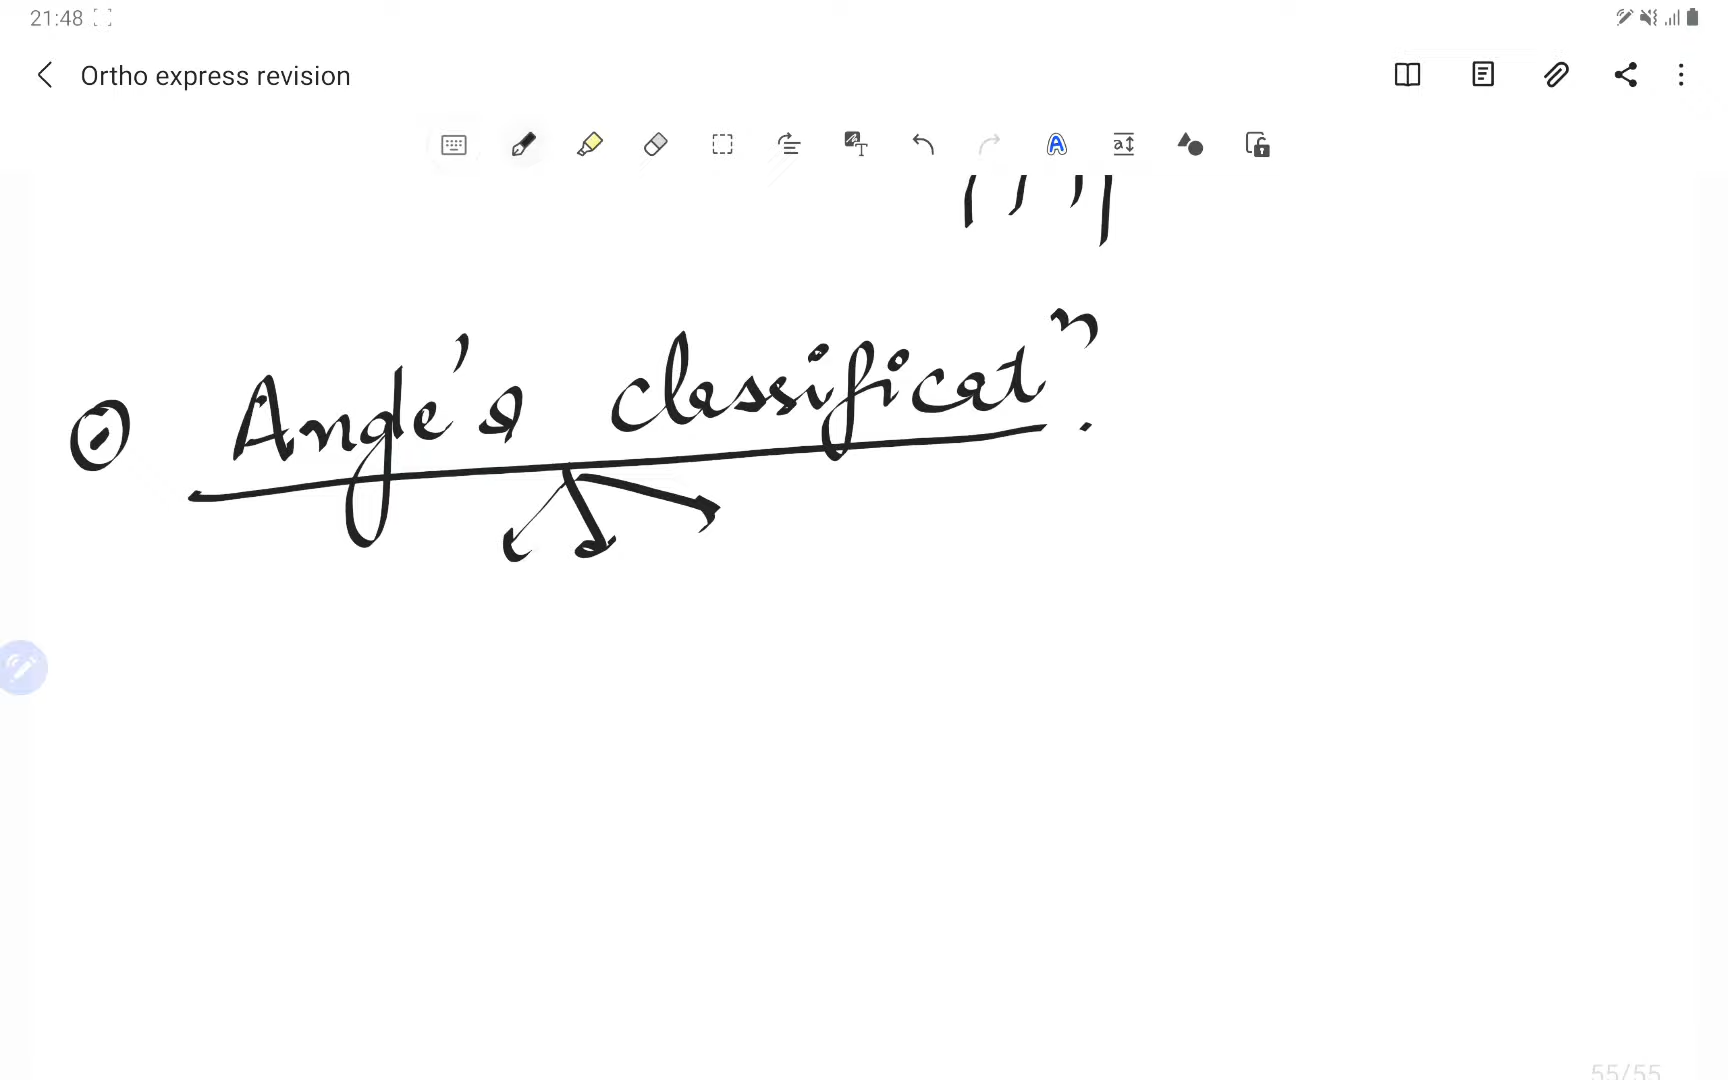 21:48
Ortho express revision
Angle's classificatⁿ.
55/55